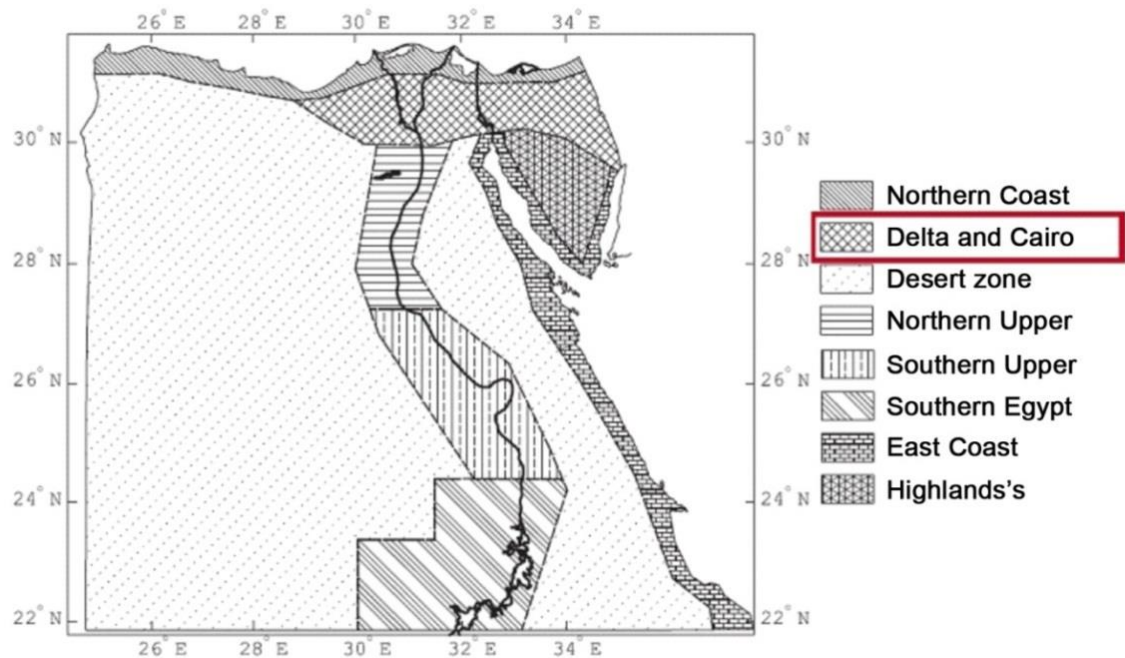 26° E 28° E 30° E 32° E 34° E
30° N 30° N
28° N 28° N
26° N 26° N
24° N 24° N
22° N 22° N
26° E 28° E 30° E 32° E 34° E
Northern Coast
Delta and Cairo
Desert zone
Northern Upper
Southern Upper
Southern Egypt
East Coast
Highlands's